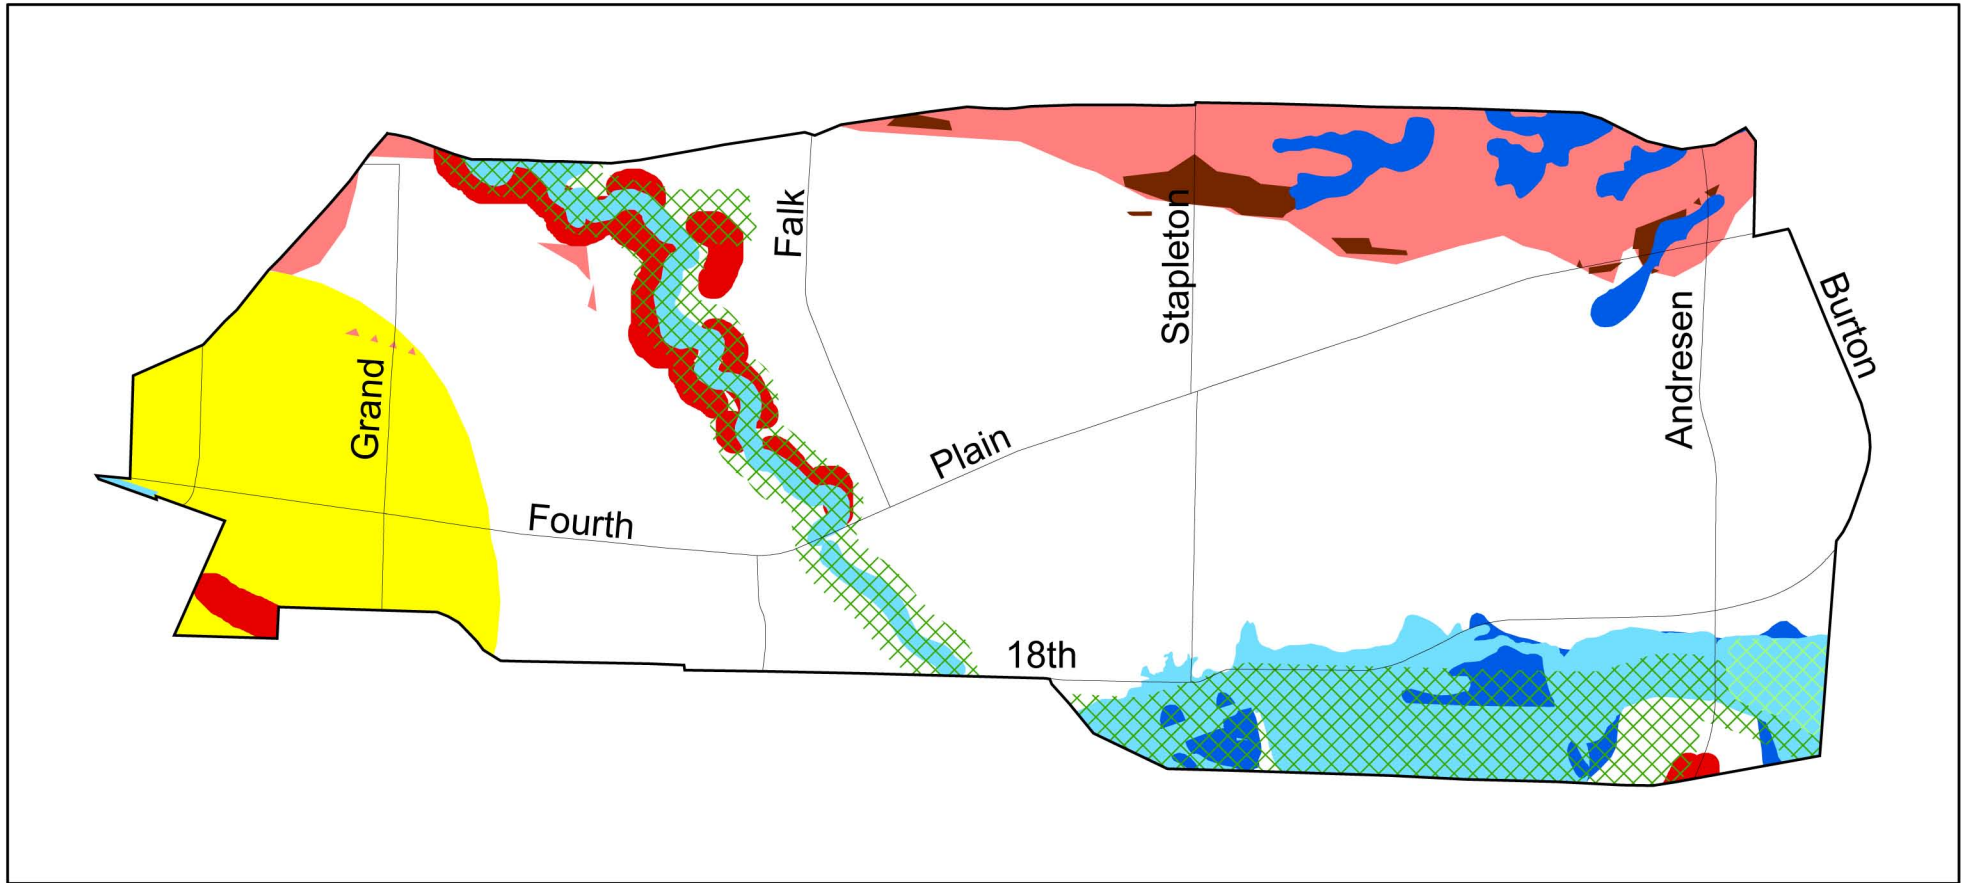 Falk
Stapleton
Burton
Andresen
Grand
Plain
Fourth
18th